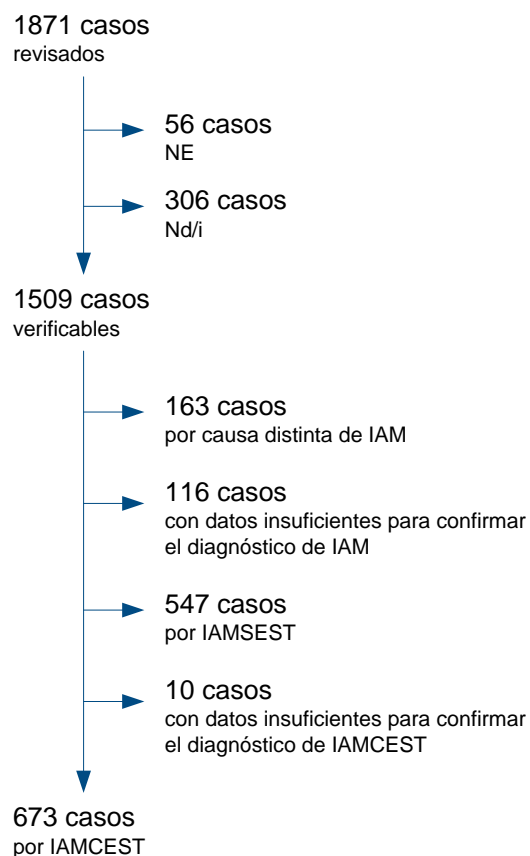 1871 casos
revisados
56 casos
NE
306 casos
Nd/i
1509 casos
verificables
163 casos
por causa distinta de IAM
116 casos
con datos insuficientes para confirmar
el diagnóstico de IAM
547 casos
por IAMSEST
10 casos
con datos insuficientes para confirmar
el diagnóstico de IAMCEST
673 casos
por IAMCEST